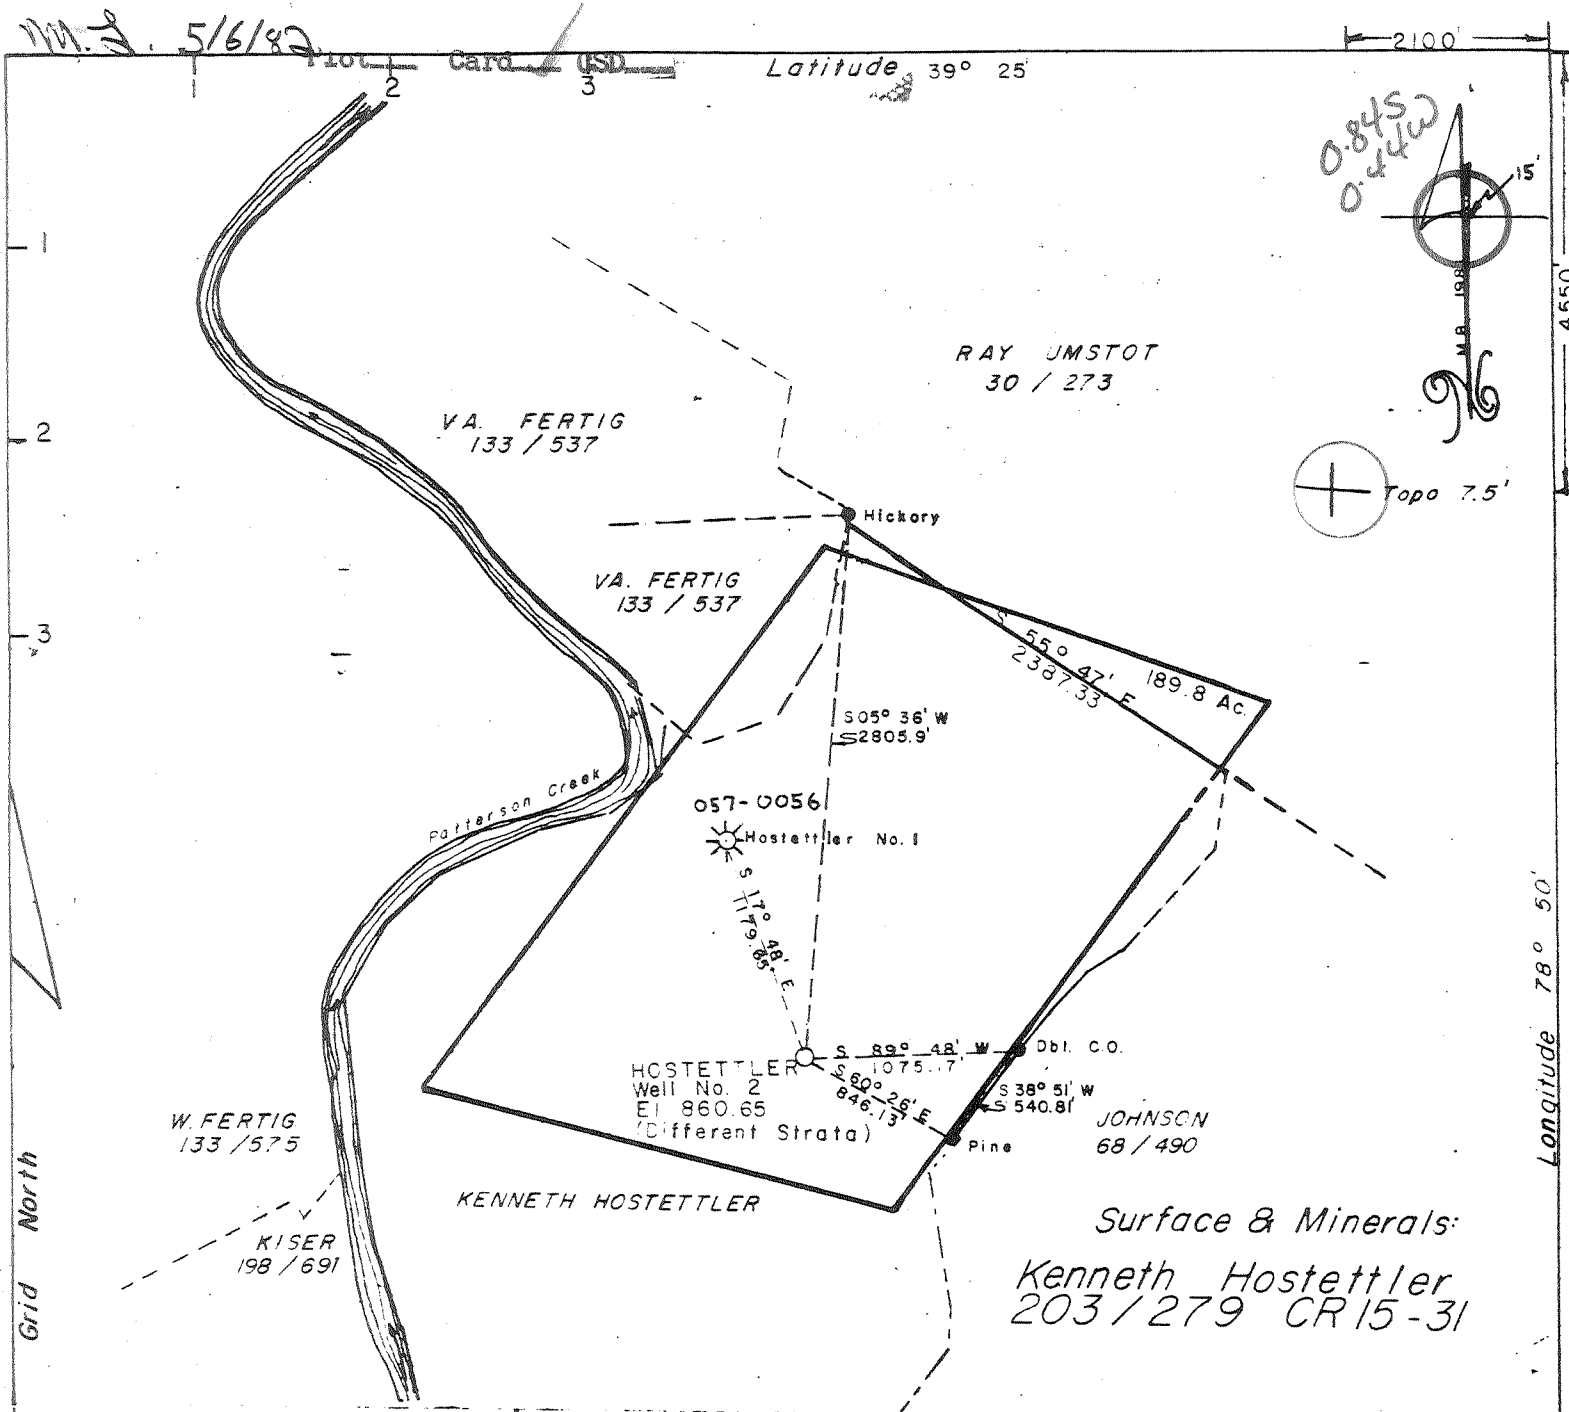 M.L. 5/6/82
Plot Card OSD
Latitude 39° 25'
2100'
1
2
3
0.84S
0.44W
15'
4550'
1
RAY UMSTOT
30 / 273
VA. FERTIG
133 / 537
2
Topo 7.5'
Hickory
VA. FERTIG
133 / 537
3
S 55° 47' E
2387.33'
189.8 Ac.
S05° 36' W
2805.9'
Patterson Creek
057-0056
Hostettler No. 1
S 17° 48' E
1179.65'
Longitude 78° 50'
S 89° 48' W
1075.17'
Dbl. C.O.
HOSTETTLER
Well No. 2
El 860.65
(Different Strata)
S 60° 26' E
846.13'
S 38° 51' W
540.81'
Pine
JOHNSON
68 / 490
W. FERTIG
133 / 575
KENNETH HOSTETTLER
KISER
198 / 691
Grid North
Surface & Minerals:
Kenneth Hostettler
203 / 279 CR 15-31